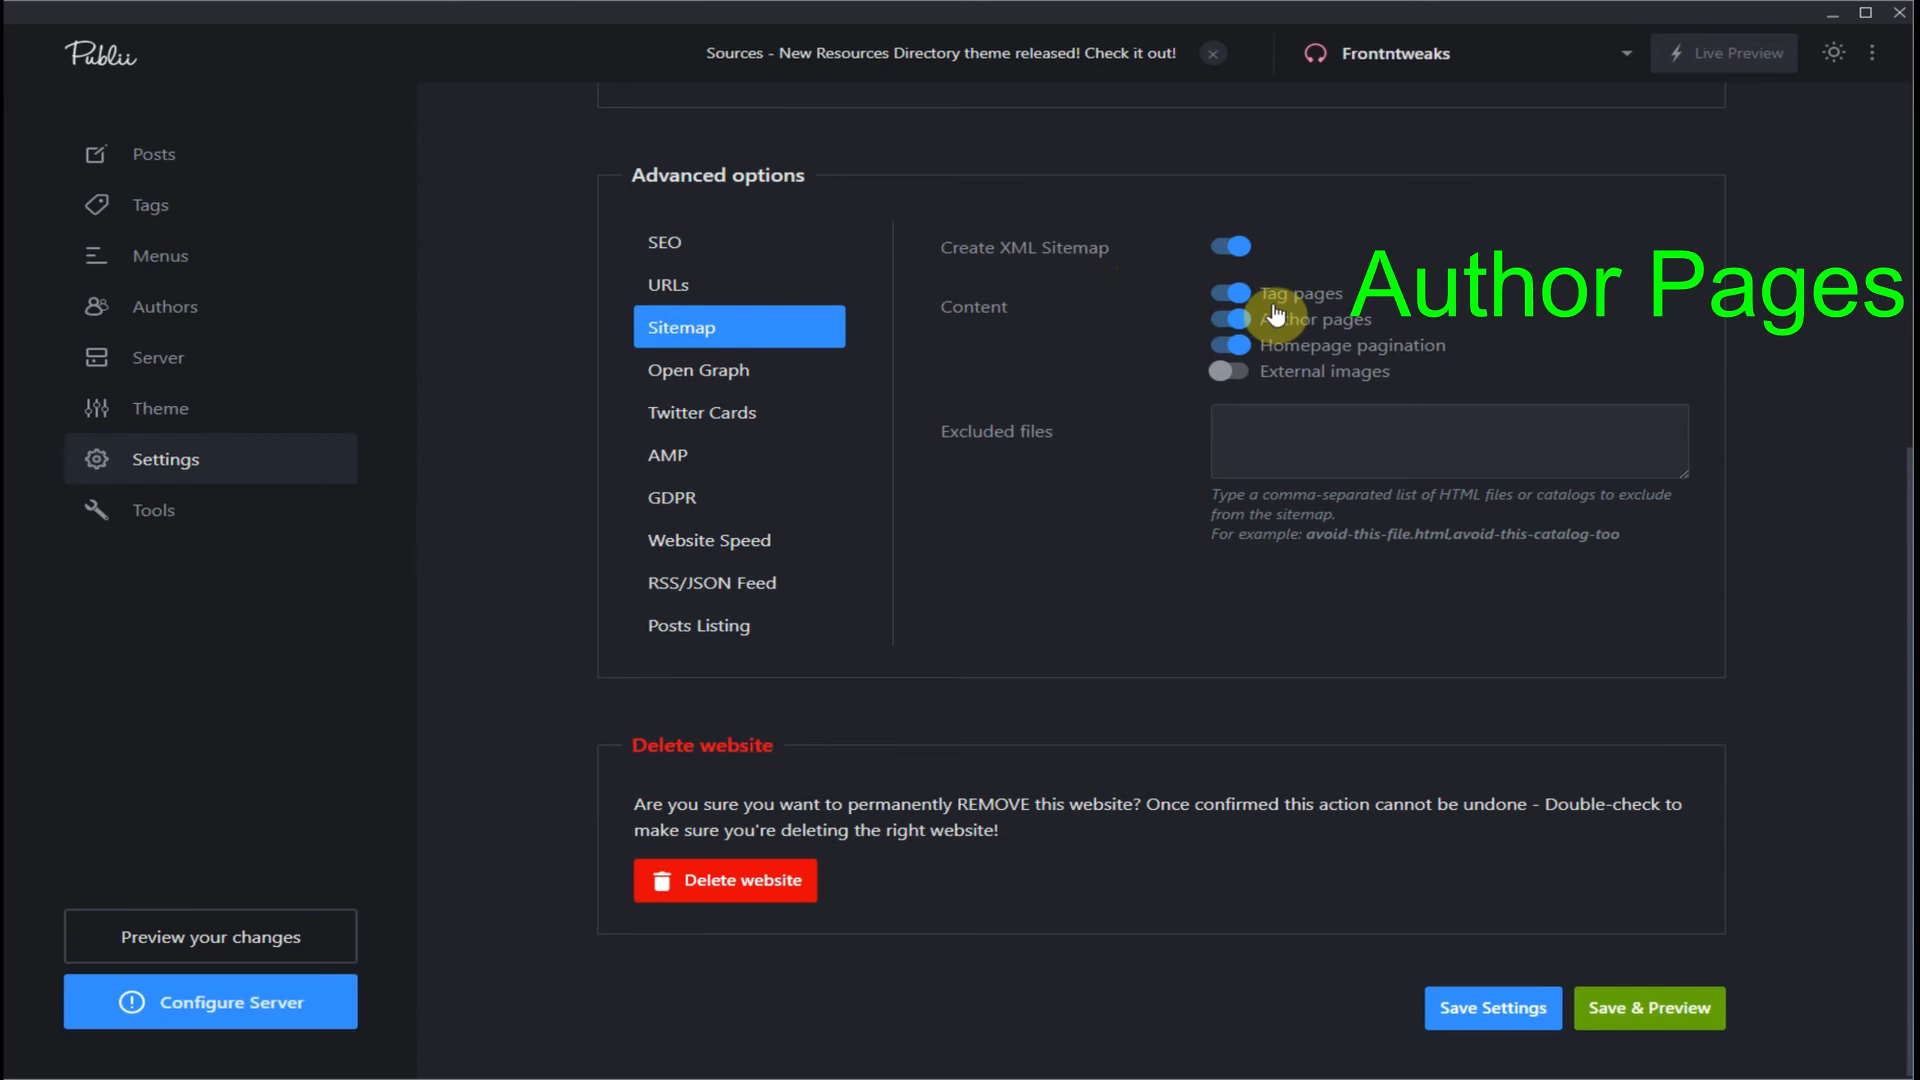 Publii
Sources - New Resources Directory theme released! Check it out!
Frontntweaks
Live Preview
Posts
Tags
Menus
Authors
Server
Theme
Settings
Tools
Preview your changes
Configure Server
Advanced options
SEO
URLs
Sitemap
Open Graph
Twitter Cards
AMP
GDPR
Website Speed
RSS/JSON Feed
Posts Listing
Create XML Sitemap
Content
Tag pages
Author pages
Homepage pagination
External images
Author Pages
Excluded files
Type a comma-separated list of HTML files or catalogs to exclude
from the sitemap.
For example: avoid-this-file.html,avoid-this-catalog-too
Delete website
Are you sure you want to permanently REMOVE this website? Once confirmed this action cannot be undone - Double-check to
make sure you're deleting the right website!
Delete website
Save Settings
Save & Preview